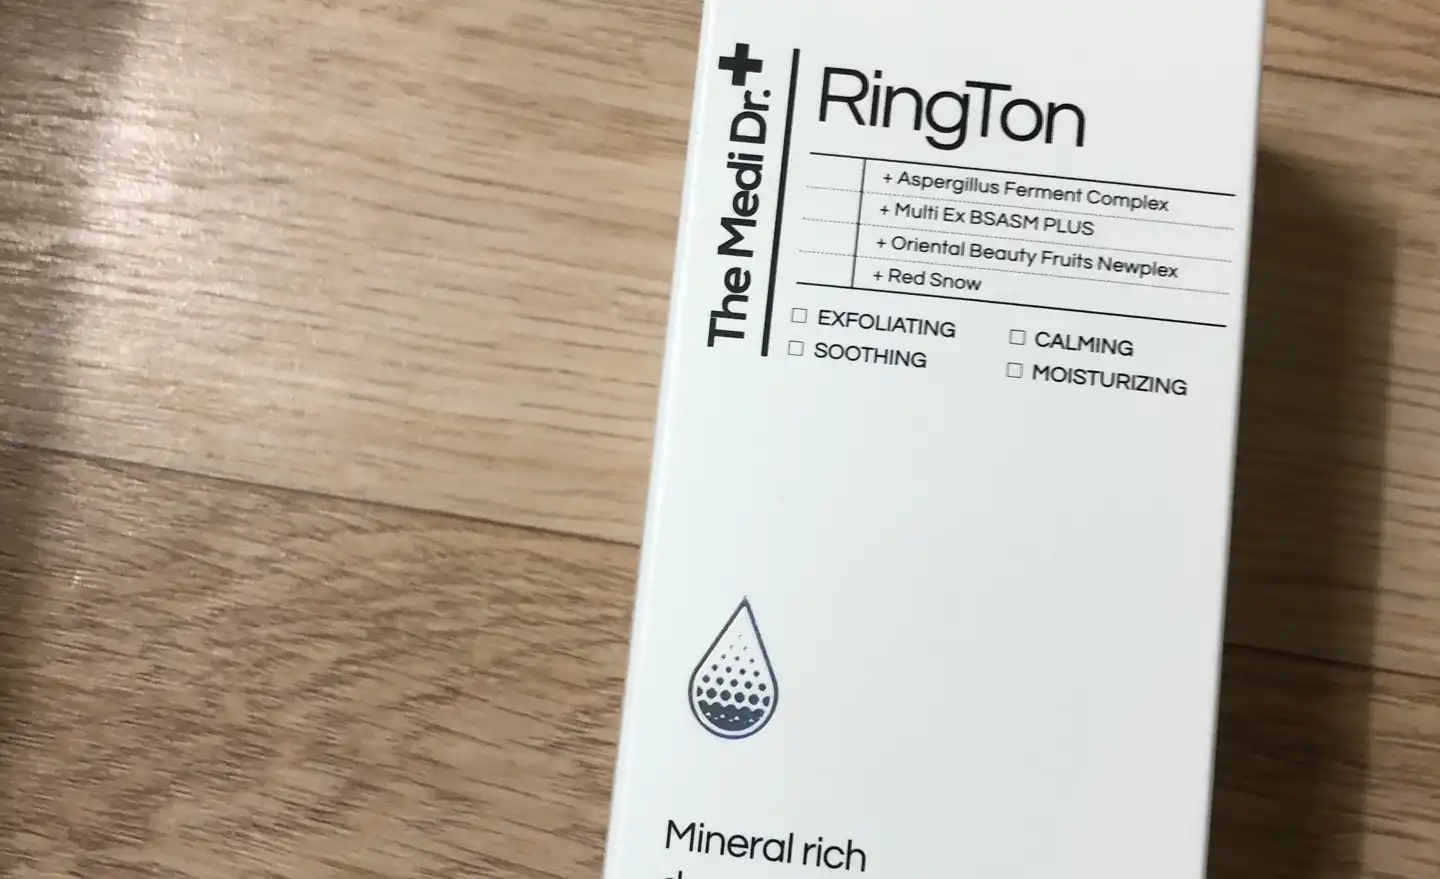 The Medi Dr.+
RingTon
+ Aspergillus Ferment Complex
+ Multi Ex BSASM PLUS
+ Oriental Beauty Fruits Newplex
+ Red Snow
□ EXFOLIATING □ CALMING
□ SOOTHING □ MOISTURIZING
Mineral rich